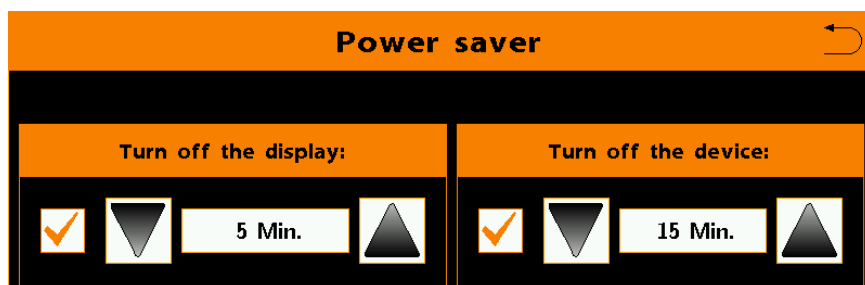 Power saver
Turn off the display:
Turn off the device:
5 Min.
15 Min.